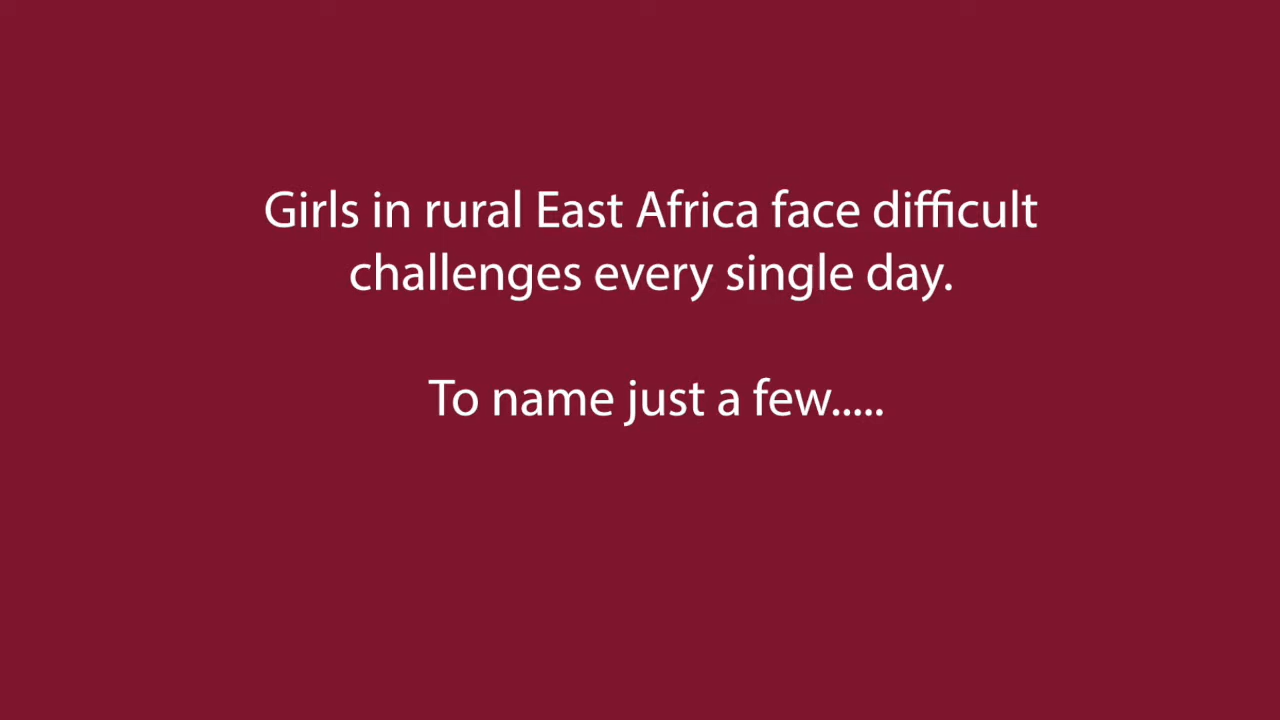 Girls in rural East Africa face difficult
challenges every single day.
To name just a few.....